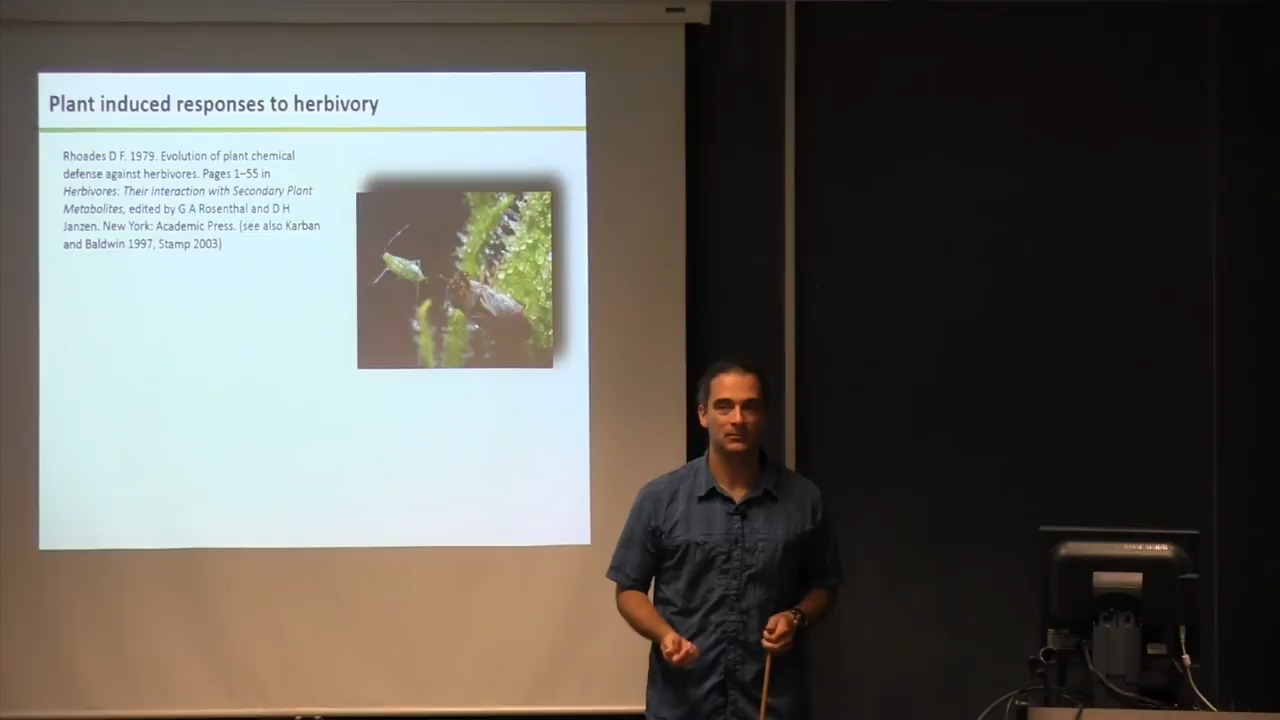 Plant induced responses to herbivory
Rhoades D F. 1979. Evolution of plant chemical
defense against herbivores. Pages 1–55 in
Herbivores: Their Interaction with Secondary Plant
Metabolites, edited by G A Rosenthal and D H
Janzen. New York: Academic Press. (see also Karban
and Baldwin 1997, Stamp 2003)